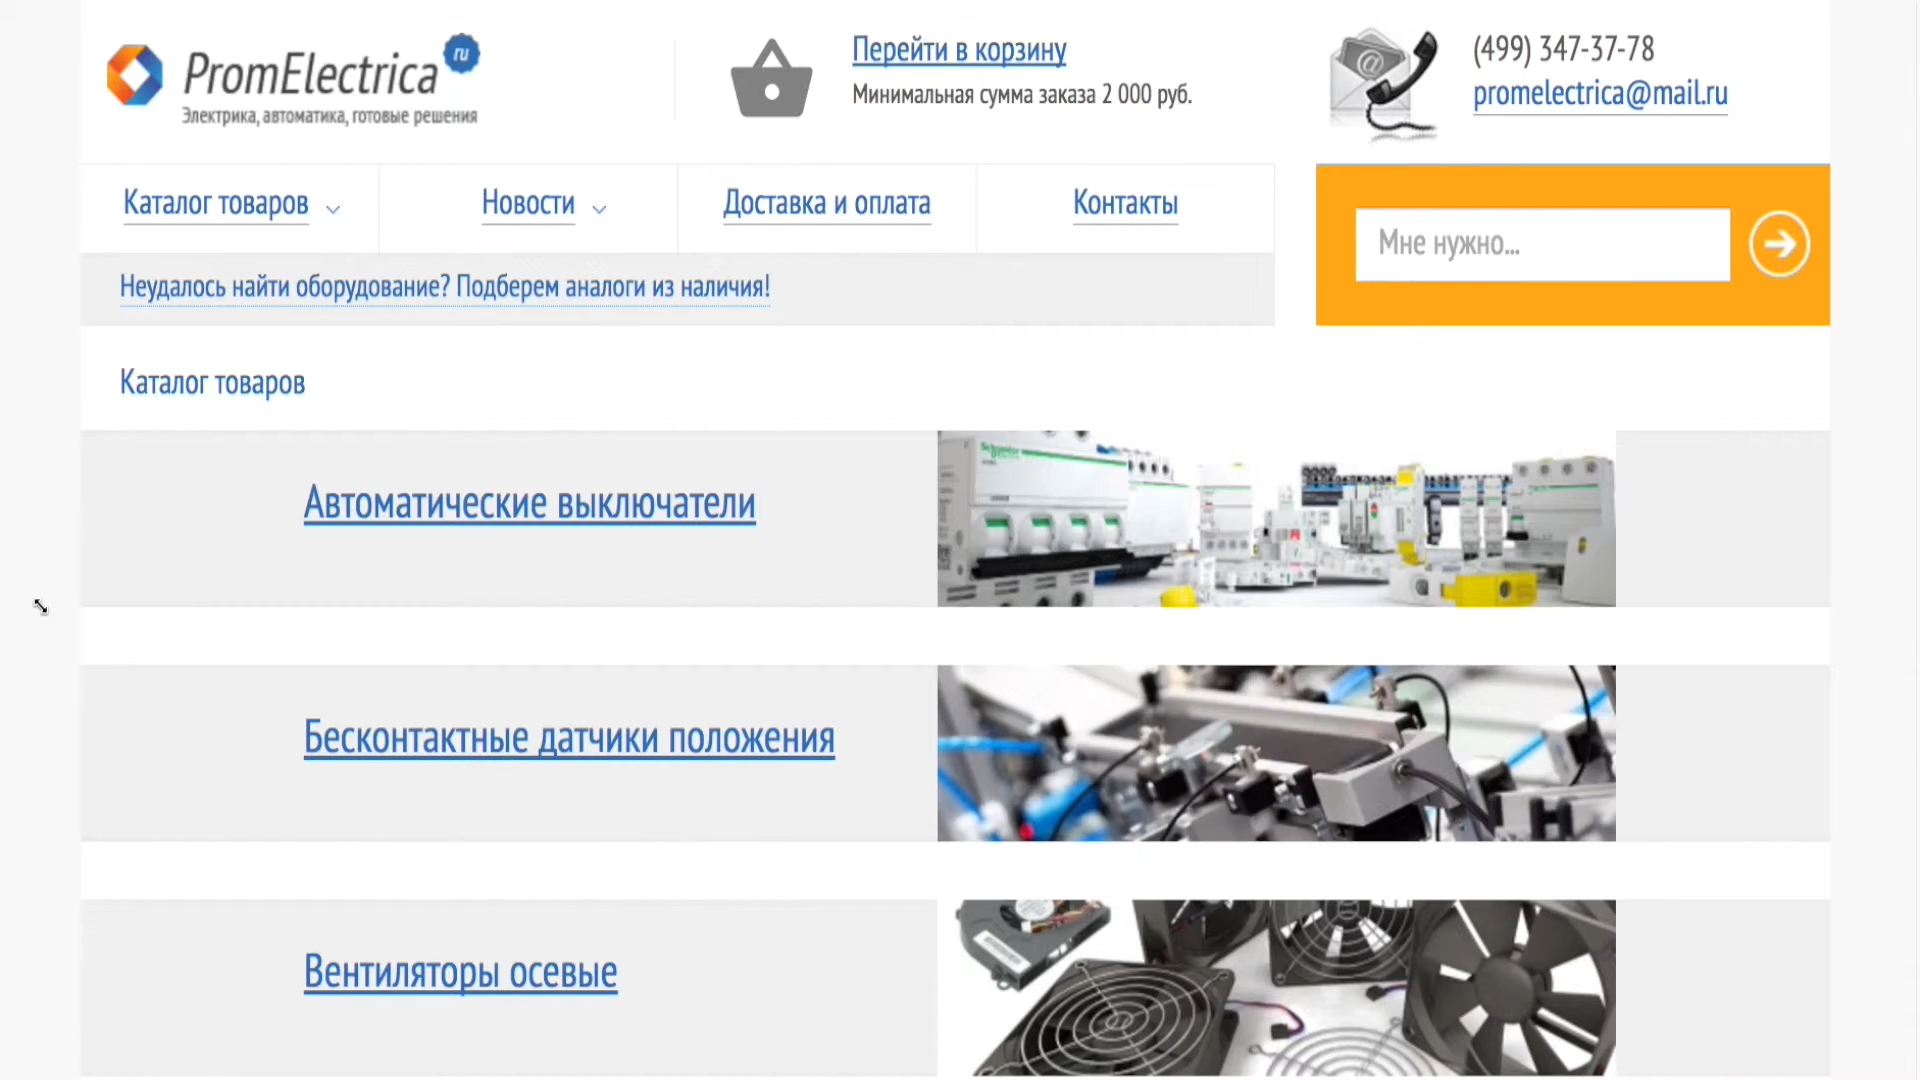 PromElectrica ru
Электрика, автоматика, готовые решения
Перейти в корзину
Минимальная сумма заказа 2 000 руб.
(499) 347-37-78
promelectrica@mail.ru
Каталог товаров
Новости
Доставка и оплата
Контакты
Мне нужно...
Неудалось найти оборудование? Подберем аналоги из наличия!
Каталог товаров
Автоматические выключатели
Schneider
Бесконтактные датчики положения
Вентиляторы осевые